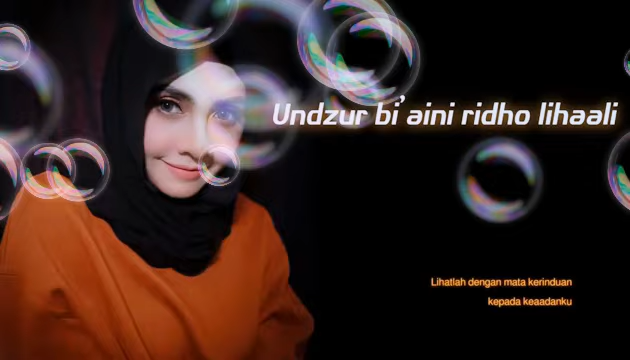 Undzur bi'aini ridho lihaali
Lihatlah dengan mata kerinduan
kepada keaadanku